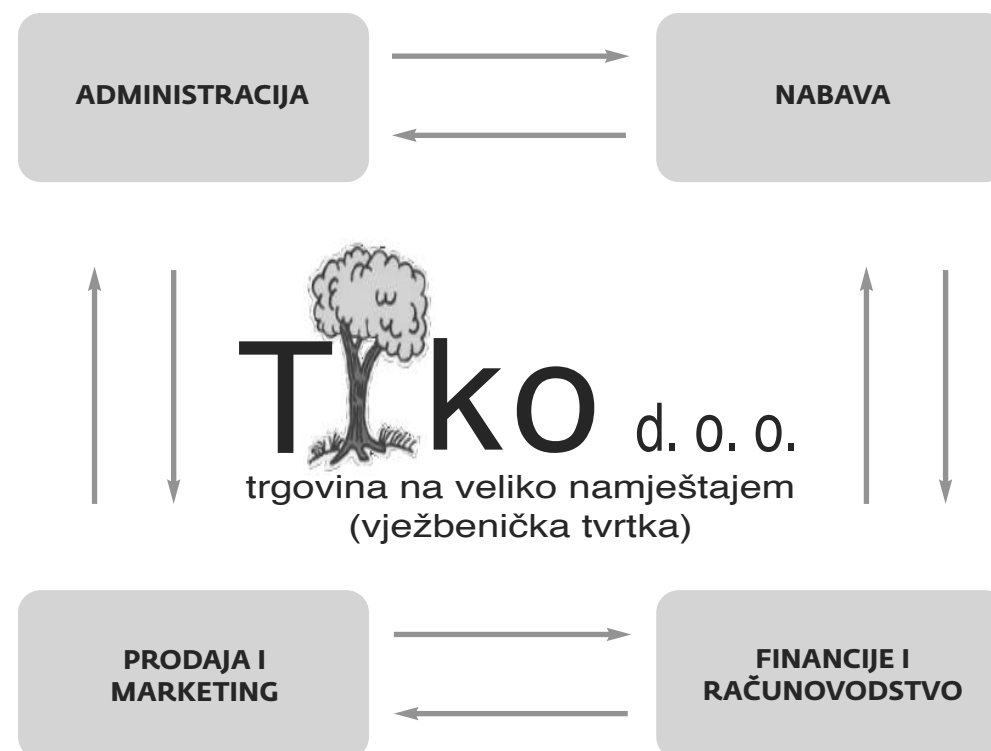 ADMINISTRACIJA
NABAVA
Tiko d. o. o.
trgovina na veliko namještajem
(vježbenička tvrtka)
PRODAJA I
MARKETING
FINANCIJE I
RAČUNOVODSTVO